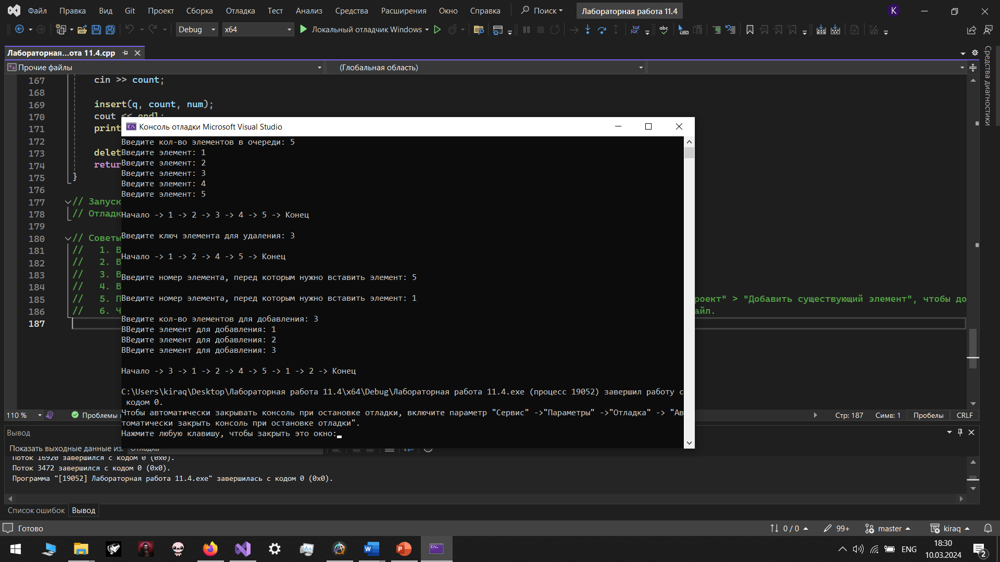 Файл Правка Вид Git Проект Сборка Отладка Тест Анализ Средства Расширения Окно Справка Поиск Лабораторная работа 11.4 K
Debug x64 Локальный отладчик Windows
Лабораторная...ота 11.4.cpp
Прочие файлы (Глобальная область)
Средства диагностики
167 cin >> count;
168
169 insert(q, count, num);
170 cout << endl;
171 print
172
173 delet
174 retur
175 }
176
177 // Запуск
178 // Отладк
179
180 // Советы
181 // 1. В
182 // 2. В
183 // 3. В
184 // 4. В
185 // 5. П роект" > "Добавить существующий элемент", чтобы до
186 // 6. Ч айл.
187
Консоль отладки Microsoft Visual Studio
Введите кол-во элементов в очереди: 5
Введите элемент: 1
Введите элемент: 2
Введите элемент: 3
Введите элемент: 4
Введите элемент: 5
Начало -> 1 -> 2 -> 3 -> 4 -> 5 -> Конец
Введите ключ элемента для удаления: 3
Начало -> 1 -> 2 -> 4 -> 5 -> Конец
Введите номер элемента, перед которым нужно вставить элемент: 5
Введите номер элемента, перед которым нужно вставить элемент: 1
Введите кол-во элементов для добавления: 3
ВВедите элемент для добавления: 1
ВВедите элемент для добавления: 2
ВВедите элемент для добавления: 3
Начало -> 3 -> 1 -> 2 -> 4 -> 5 -> 1 -> 2 -> Конец
C:\Users\kiraq\Desktop\Лабораторная работа 11.4\x64\Debug\Лабораторная работа 11.4.exe (процесс 19052) завершил работу с
кодом 0.
Чтобы автоматически закрывать консоль при остановке отладки, включите параметр "Сервис" ->"Параметры" ->"Отладка" -> "Ав
томатически закрыть консоль при остановке отладки".
Нажмите любую клавишу, чтобы закрыть это окно:
110 % Проблемы Стр: 187 Симв: 1 Пробелы CRLF
Вывод
Показать выходные данные из: Отладка
Поток 16920 завершился с кодом 0 (0x0).
Поток 3472 завершился с кодом 0 (0x0).
Программа "[19052] Лабораторная работа 11.4.exe" завершилась с кодом 0 (0x0).
Список ошибок Вывод
Готово 0 / 0 99+ master kiraq
ENG 18:30
10.03.2024 2